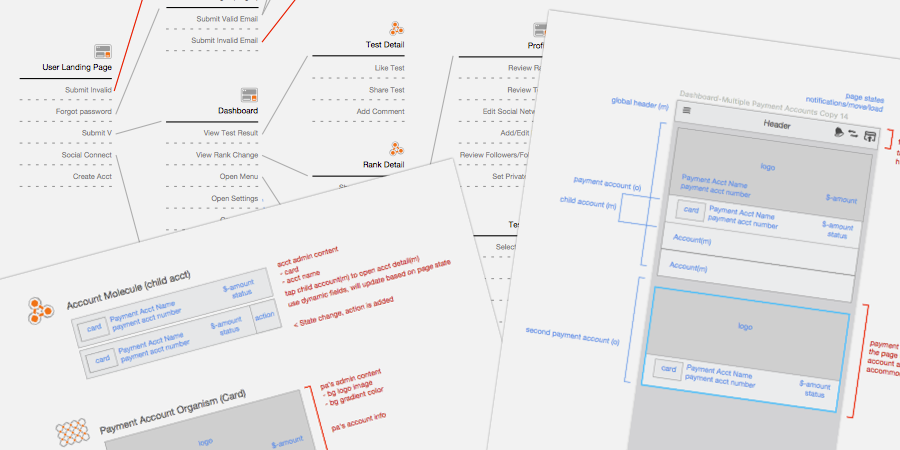 Submit Valid Email
Submit Invalid Email
User Landing Page
Submit Invalid
Forgot password
Submit V
Social Connect
Create Acct
Dashboard
View Test Result
View Rank Change
Open Menu
Open Settings
Test Detail
Like Test
Share Test
Add Comment
Rank Detail
Review
Review
Edit Social
Add/Edit
Review
Set
Select
Account Molecule (child acct)
card
Payment Acct Name
payment acct number
$-amount
status
card
Payment Acct Name
payment acct number
$-amount
status
action
acct admin content
- card
- acct name
tap child account(m) to open acct detail(m)
use dynamic fields, will update based on page state
< State change, action is added
Payment Account Organism (Card)
logo
$-amount
pa's admin content
- bg logo image
- bg gradient color
pa's account info
page states
notifications/move/load
Dashboard-Multiple Payment Accounts Copy 14
global header (m)
Header
logo
Payment Acct Name
payment acct number
$-amount
payment account (o)
child account (m)
card
Payment Acct Name
payment acct number
$-amount
status
Account(m)
Account(m)
second payment account (o)
logo
card
Payment Acct Name
payment acct number
$-amount
status
payment
the page
account